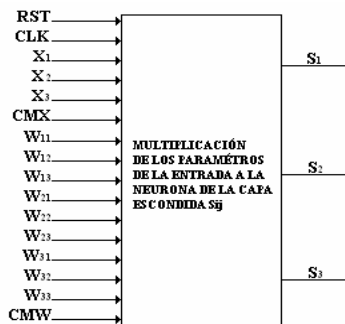 RST
CLK
X1
X2
X3
CMX
W11
W12
W13
W21
W22
W23
W31
W32
W33
CMW
MULTIPLICACIÓN
DE LOS PARAMÉTROS
DE LA ENTRADA A LA
NEURONA DE LA CAPA
ESCONDIDA Sij
S1
S2
S3